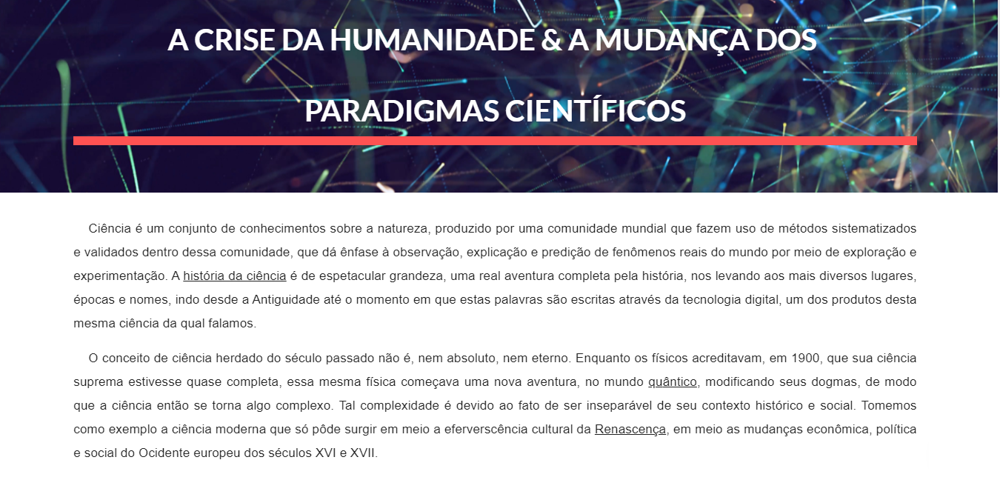 A CRISE DA HUMANIDADE & A MUDANÇA DOS
PARADIGMAS CIENTÍFICOS
Ciência é um conjunto de conhecimentos sobre a natureza, produzido por uma comunidade mundial que fazem uso de métodos sistematizados
e validados dentro dessa comunidade, que dá ênfase à observação, explicação e predição de fenômenos reais do mundo por meio de exploração e
experimentação. A história da ciência é de espetacular grandeza, uma real aventura completa pela história, nos levando aos mais diversos lugares,
épocas e nomes, indo desde a Antiguidade até o momento em que estas palavras são escritas através da tecnologia digital, um dos produtos desta
mesma ciência da qual falamos.
O conceito de ciência herdado do século passado não é, nem absoluto, nem eterno. Enquanto os físicos acreditavam, em 1900, que sua ciência
suprema estivesse quase completa, essa mesma física começava uma nova aventura, no mundo quântico, modificando seus dogmas, de modo
que a ciência então se torna algo complexo. Tal complexidade é devido ao fato de ser inseparável de seu contexto histórico e social. Tomemos
como exemplo a ciência moderna que só pôde surgir em meio a eferverscência cultural da Renascença, em meio as mudanças econômica, política
e social do Ocidente europeu dos séculos XVI e XVII.